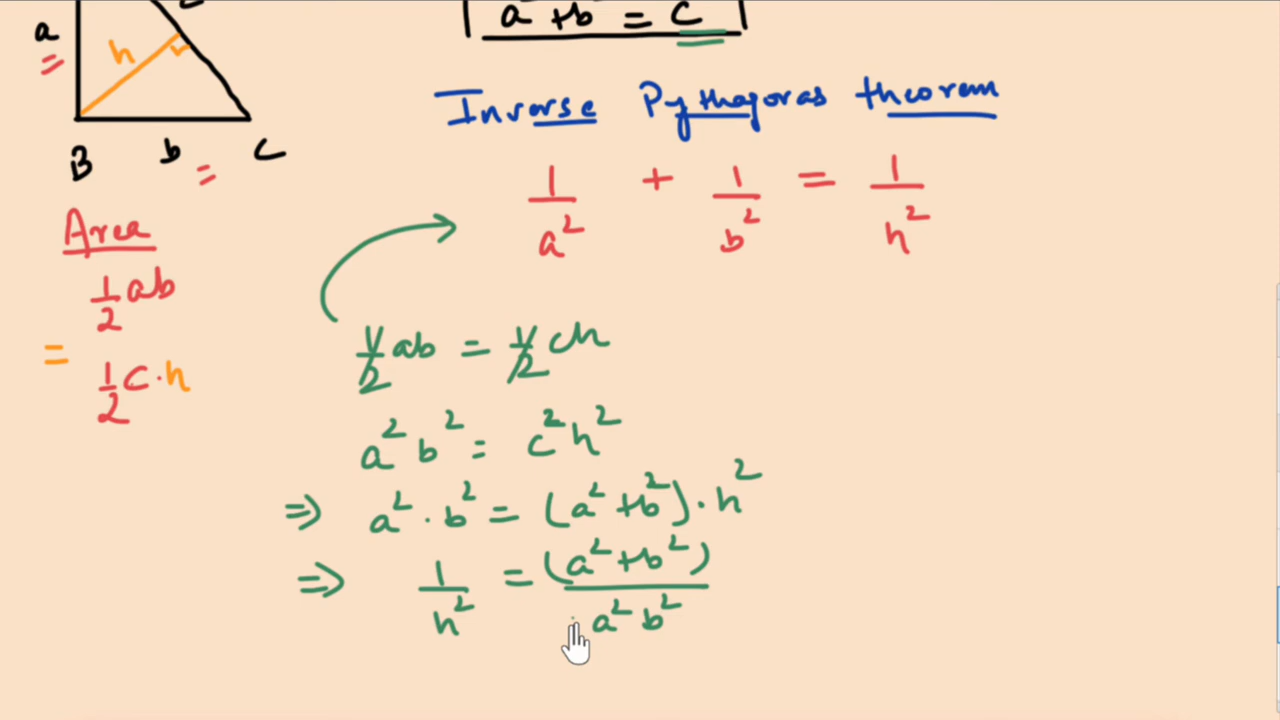 a² + b² = c²
a
h
B b C
Inverse Pythagoras theorem
1/a² + 1/b² = 1/h²
Area
1/2 ab
= 1/2 c·h
1/2 ab = 1/2 ch
a² b² = c² h²
⇒ a² · b² = (a² + b²) · h²
⇒ 1/h² = (a² + b²) / a² b²